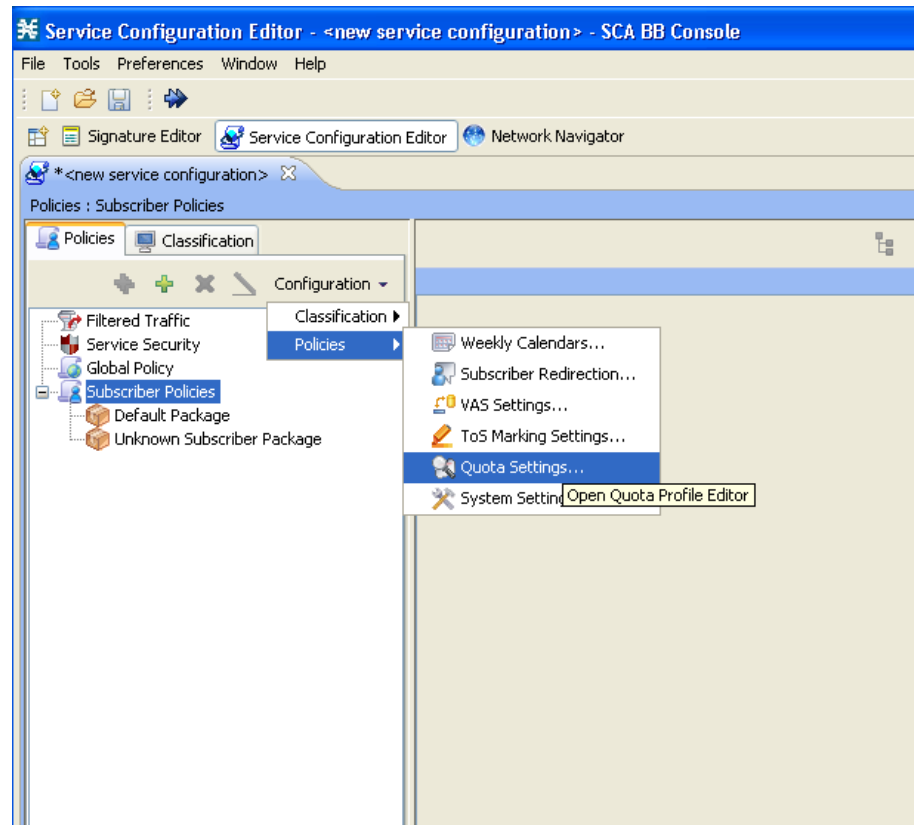 Service Configuration Editor - <new service configuration> - SCA BB Console
File Tools Preferences Window Help
Signature Editor Service Configuration Editor Network Navigator
*<new service configuration>
Policies : Subscriber Policies
Policies Classification
Configuration
Filtered Traffic
Service Security
Global Policy
Subscriber Policies
Default Package
Unknown Subscriber Package
Classification
Policies
Weekly Calendars...
Subscriber Redirection...
VAS Settings...
ToS Marking Settings...
Quota Settings...
System Settin
Open Quota Profile Editor